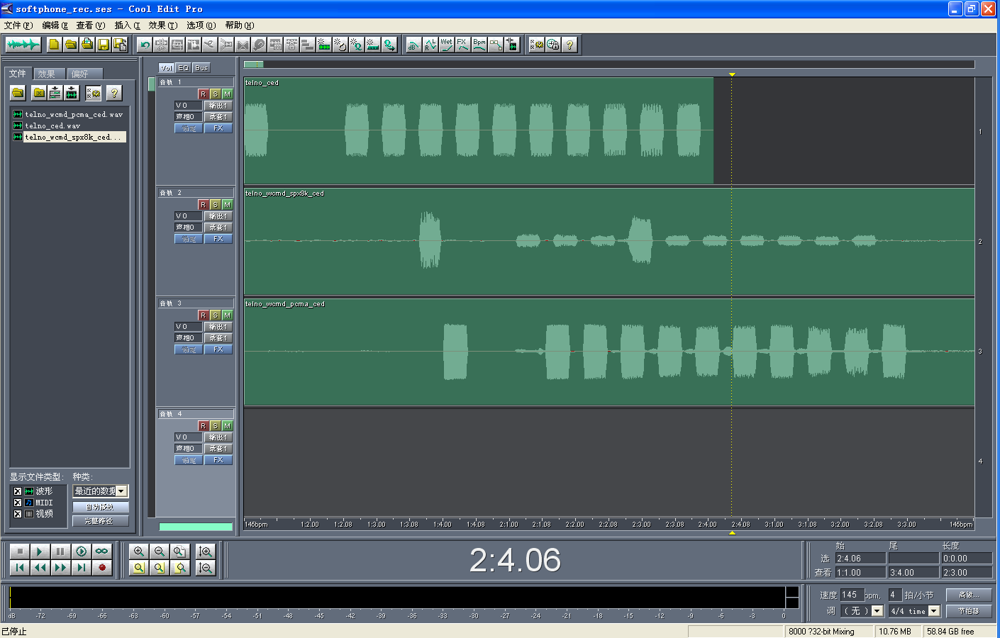 softphone_rec.ses - Cool Edit Pro
文件(F) 编辑(E 查看(V) 插入(I 效果(T) 选项(O) 帮助(H)
dB R L Wet FX Bpm ?
文件 效果 偏好
?
telno_wcmd_pcma_ced.wav
telno_ced.wav
telno_wcmd_spx8k_ced...
显示文件类型: 种类:
波形
MIDI
视频
最近的数据
自动播放
完整路径
Vol EQ Bus
音轨 1
R S M
V 0 输出1
声相0 录音1
锁定 FX
音轨 2
R S M
V 0 输出1
声相0 录音1
锁定 FX
音轨 3
R S M
V 0 输出1
声相0 录音1
锁定 FX
音轨 4
R S M
V 0 输出1
声相0 录音1
锁定 FX
telno_ced
1
telno_wcmd_spx8k_ced
2
telno_wcmd_pcma_ced
3
4
145bpm 1:2.00 1:2.08 1:3.00 1:3.08 1:4.00 1:4.08 2:1.00 2:1.08 2:2.00 2:2.08 2:3.00 2:3.08 2:4.00 2:4.08 3:1.00 3:1.08 3:2.00 3:2.08 3:3.00 145bpm
2:4.06
始 尾 长度
选 2:4.06 0:0.00
查看 1:1.00 3:4.00 2:3.00
dB -72 -69 -66 -63 -60 -57 -54 -51 -48 -45 -42 -39 -36 -33 -30 -27 -24 -21 -18 -15 -12 -9 -6 -3 0
速度 145 bpm, 4 拍/小节 高级...
调 (无) 4/4 time 节拍器
已停止
8000 ?32-bit Mixing 10.76 MB 58.84 GB free